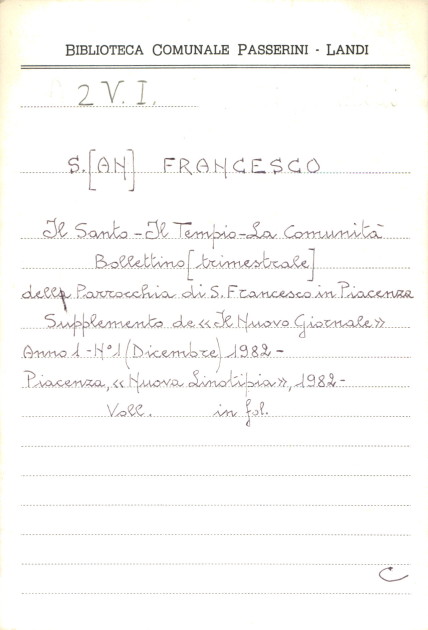 BIBLIOTECA COMUNALE PASSERINI - LANDI
2 V. I.
S.[AN] FRANCESCO
Il Santo - Il Tempio - La Comunità
Bollettino [trimestrale]
della Parrocchia di S. Francesco in Piacenza
Supplemento de «Il Nuovo Giornale»
Anno 1 - N° 1 (Dicembre) 1982 -
Piacenza, «Nuova Linotipia», 1982 -
Voll. in fol.
C